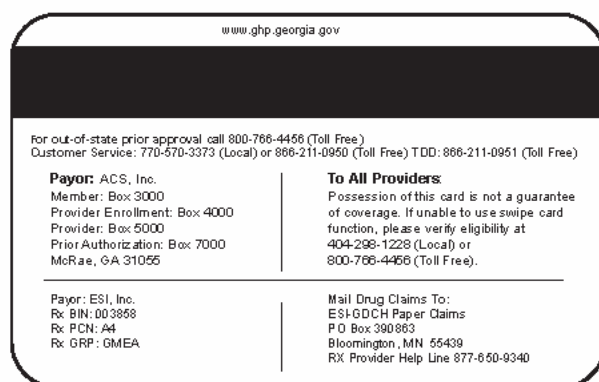 www.ghp.georgia.gov
For out-of-state prior approval call 800-766-4456 (Toll Free)
Customer Service: 770-570-3373 (Local) or 866-211-0950 (Toll Free) TDD: 866-211-0951 (Toll Free)
Payor: ACS, Inc.
Member: Box 3000
Provider Enrollment: Box 4000
Provider: Box 5000
Prior Authorization: Box 7000
McRae, GA 31055
To All Providers:
Possession of this card is not a guarantee
of coverage. If unable to use swipe card
function, please verify eligibility at
404-298-1228 (Local) or
800-766-4456 (Toll Free).
Payor: ESI, Inc.
Rx BIN: 003858
Rx PCN: A4
Rx GRP: GMEA
Mail Drug Claims To:
ESI-GDCH Paper Claims
PO Box 390863
Bloomington, MN 55439
RX Provider Help Line 877-650-9340